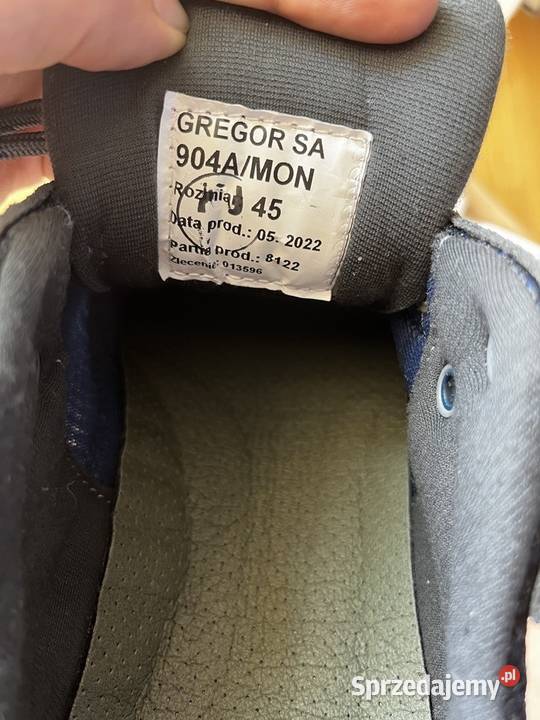 GREGOR SA
904A/MON
Rozmiar 45
Data prod.: 05. 2022
Partia prod.: 8122
Zlecenie: 013596
Sprzedajemy.pl